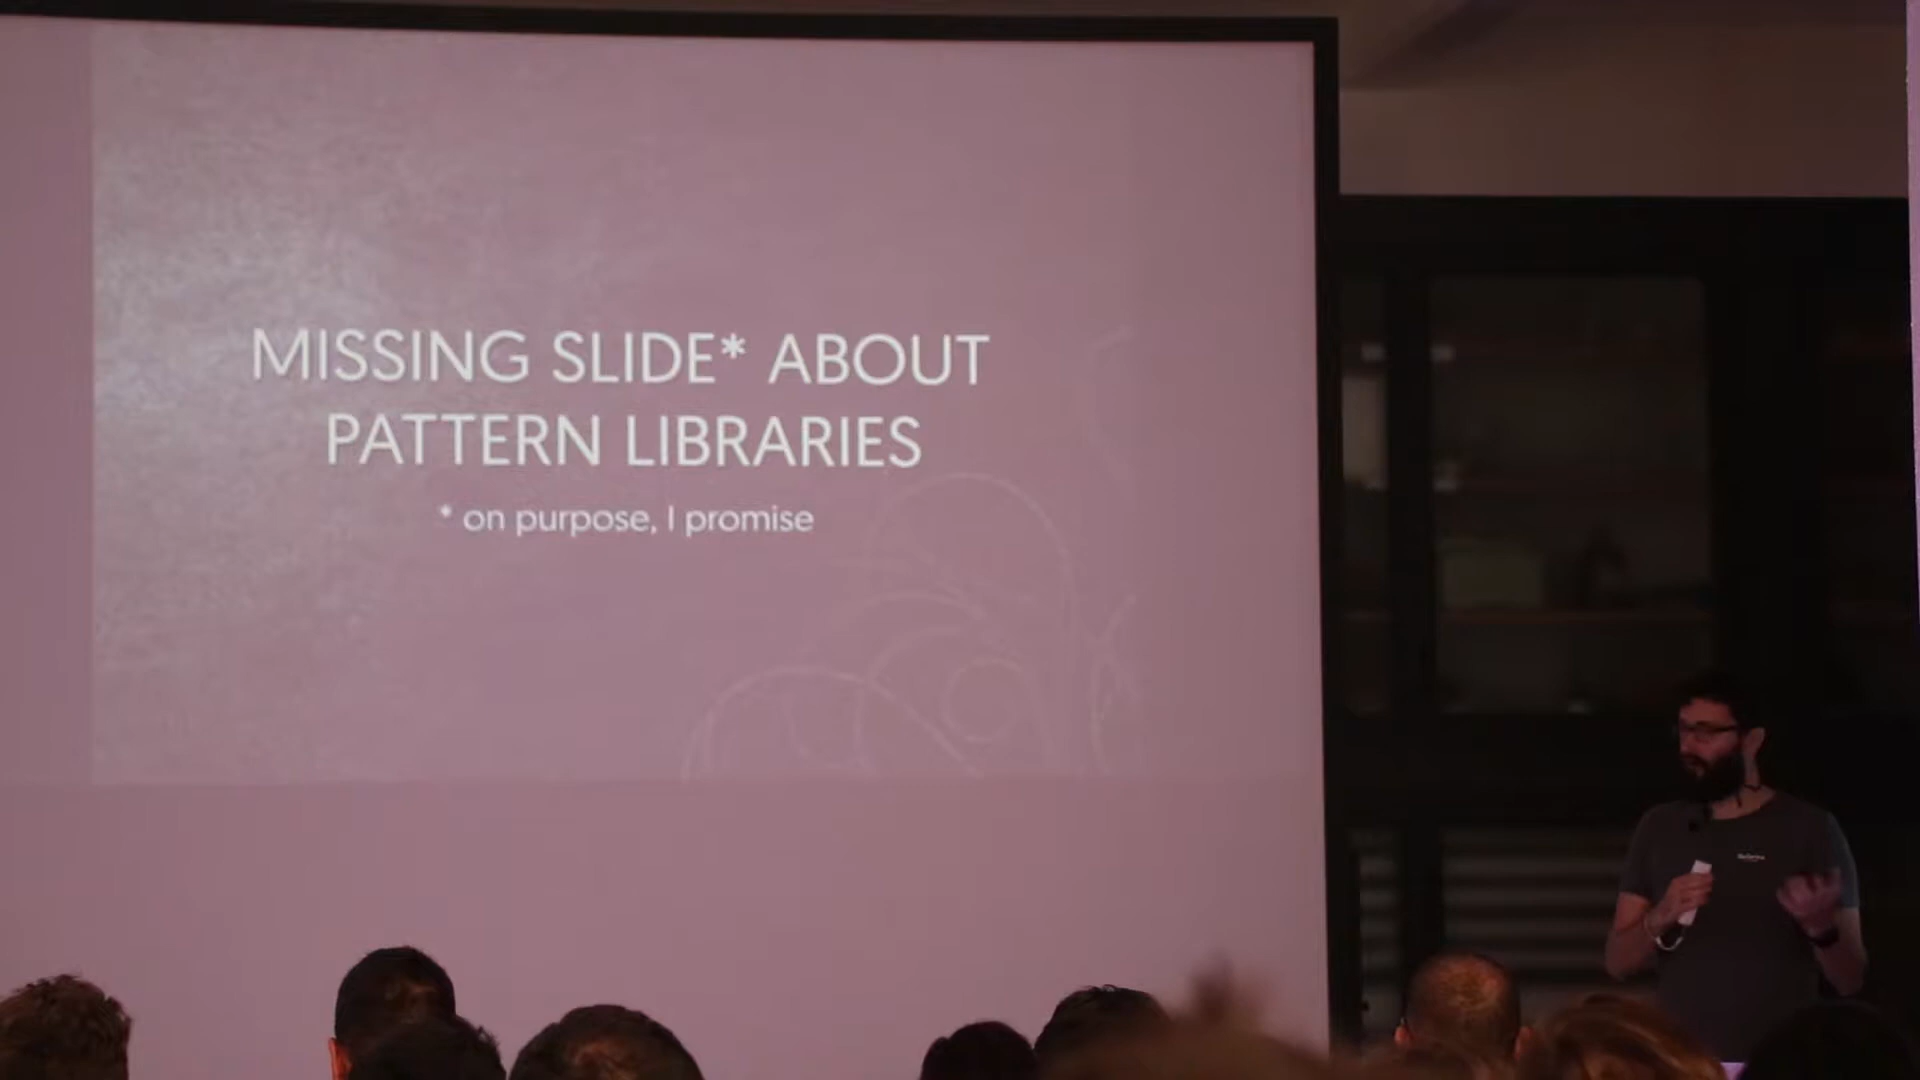 MISSING SLIDE* ABOUT
PATTERN LIBRARIES
* on purpose, I promise